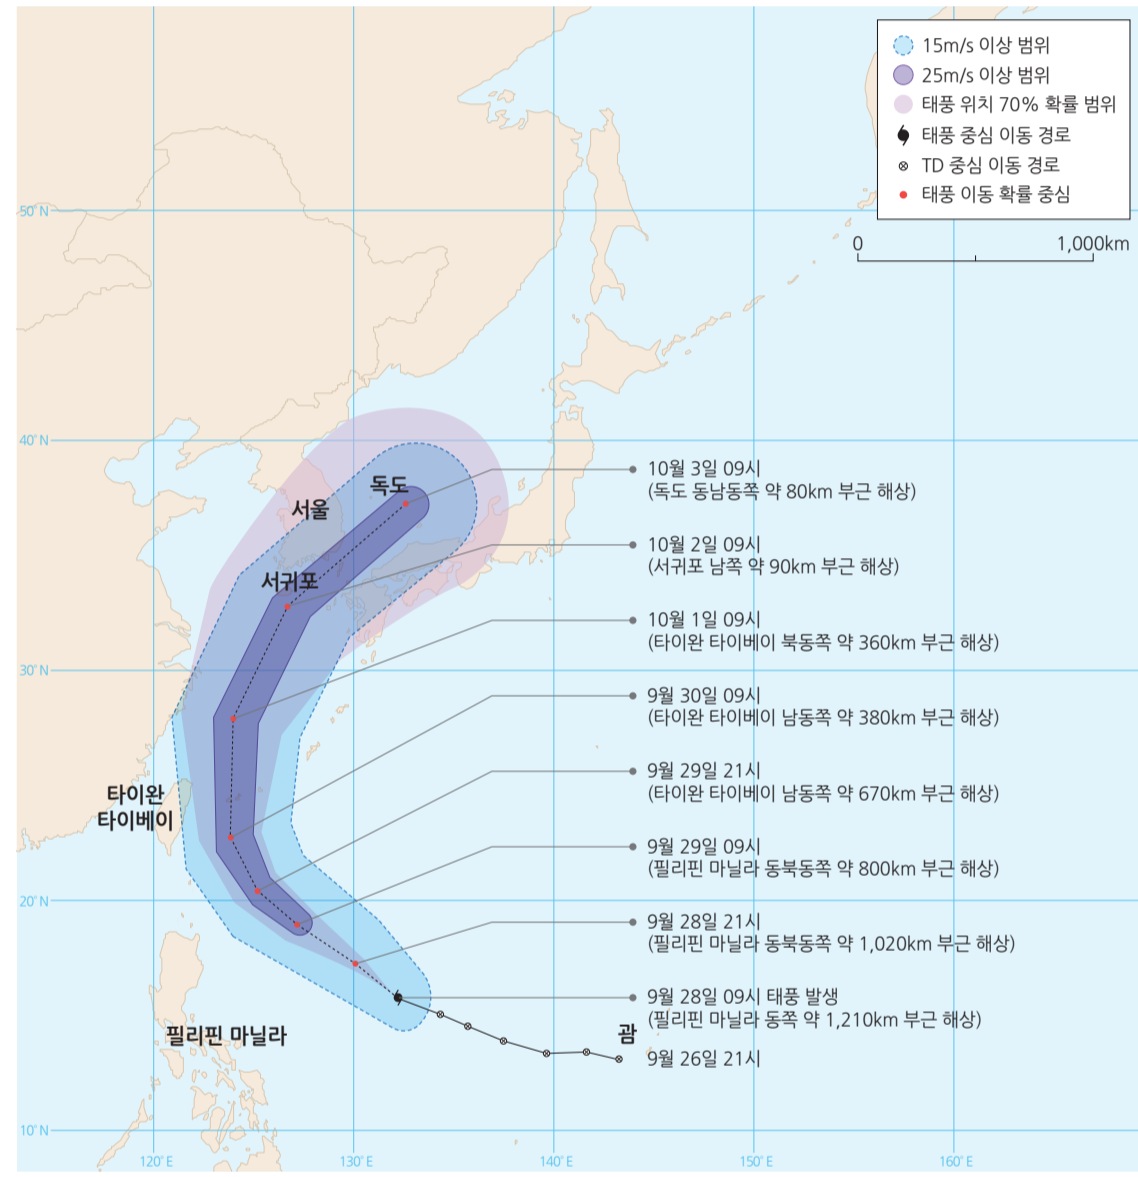 15m/s 이상 범위
25m/s 이상 범위
태풍 위치 70% 확률 범위
태풍 중심 이동 경로
TD 중심 이동 경로
태풍 이동 확률 중심
50°N
0 1,000km
40°N
10월 3일 09시
(독도 동남동쪽 약 80km 부근 해상)
독도
서울
10월 2일 09시
(서귀포 남쪽 약 90km 부근 해상)
서귀포
10월 1일 09시
(타이완 타이베이 북동쪽 약 360km 부근 해상)
30°N
9월 30일 09시
(타이완 타이베이 남동쪽 약 380km 부근 해상)
9월 29일 21시
(타이완 타이베이 남동쪽 약 670km 부근 해상)
타이완
타이베이
9월 29일 09시
(필리핀 마닐라 동북동쪽 약 800km 부근 해상)
20°N
9월 28일 21시
(필리핀 마닐라 동북동쪽 약 1,020km 부근 해상)
9월 28일 09시 태풍 발생
(필리핀 마닐라 동쪽 약 1,210km 부근 해상)
필리핀 마닐라
괌
9월 26일 21시
10°N
120°E 130°E 140°E 150°E 160°E